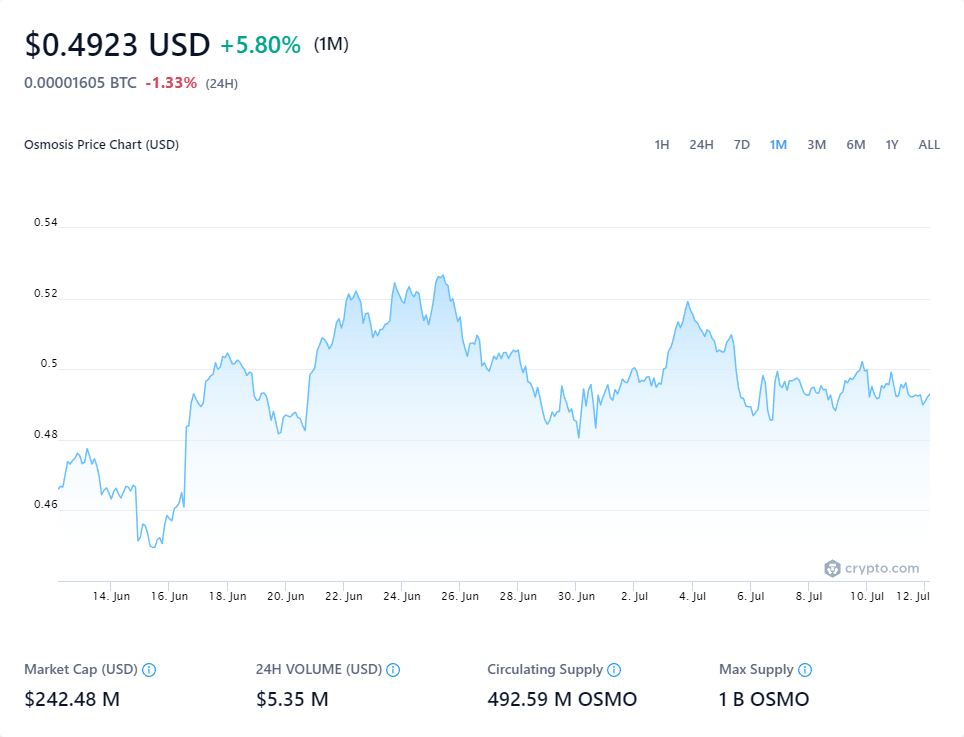 $0.4923 USD +5.80% (1M)
0.00001605 BTC -1.33% (24H)
Osmosis Price Chart (USD) 1H 24H 7D 1M 3M 6M 1Y ALL
0.54
0.52
0.5
0.48
0.46
crypto.com
14. Jun 16. Jun 18. Jun 20. Jun 22. Jun 24. Jun 26. Jun 28. Jun 30. Jun 2. Jul 4. Jul 6. Jul 8. Jul 10. Jul 12. Jul
Market Cap (USD) 24H VOLUME (USD) Circulating Supply Max Supply
$242.48 M $5.35 M 492.59 M OSMO 1 B OSMO